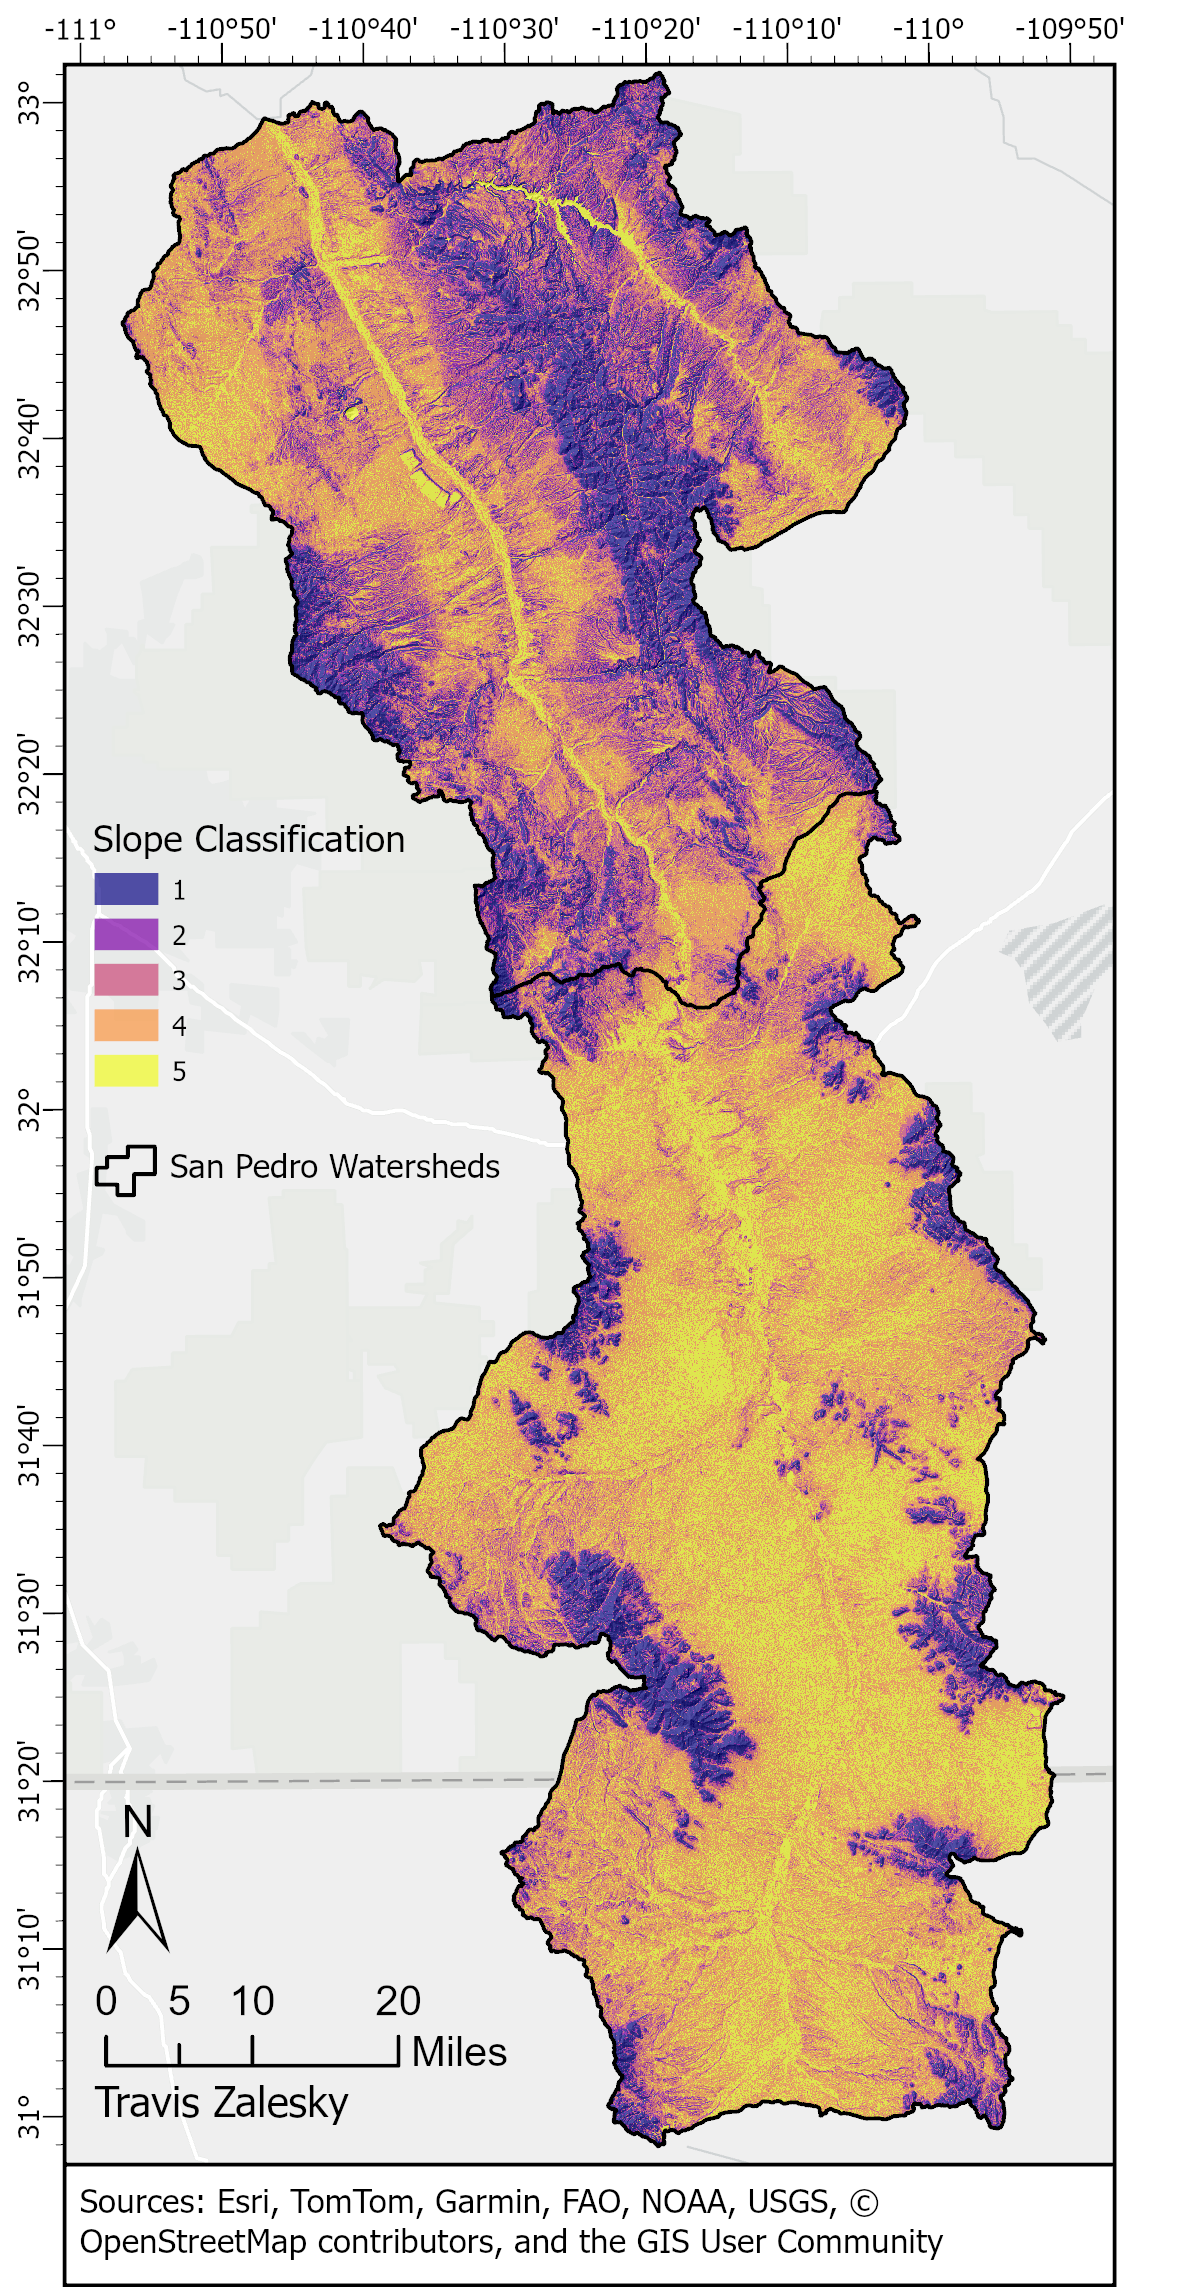 -111° -110°50' -110°40' -110°30' -110°20' -110°10' -110° -109°50'
33°
32°50'
32°40'
32°30'
32°20'
32°10'
32°
31°50'
31°40'
31°30'
31°20'
31°10'
31°
Slope Classification
1
2
3
4
5
San Pedro Watersheds
N
0 5 10 20
Miles
Travis Zalesky
Sources: Esri, TomTom, Garmin, FAO, NOAA, USGS, ©
OpenStreetMap contributors, and the GIS User Community